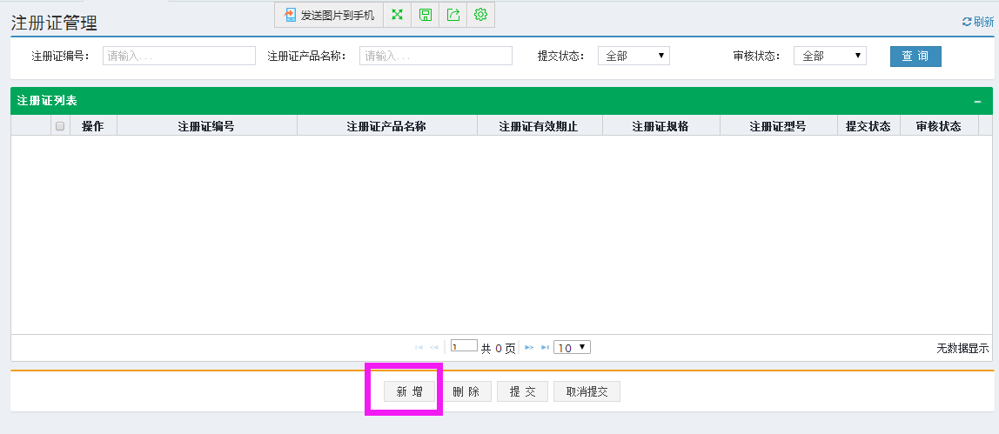 注册证管理
发送图片到手机
刷新
注册证编号： 请输入... 注册证产品名称： 请输入... 提交状态： 全部 审核状态： 全部 查 询
注册证列表
操作 注册证编号 注册证产品名称 注册证有效期止 注册证规格 注册证型号 提交状态 审核状态
1 共 0 页 10 无数据显示
新 增 删 除 提 交 取消提交